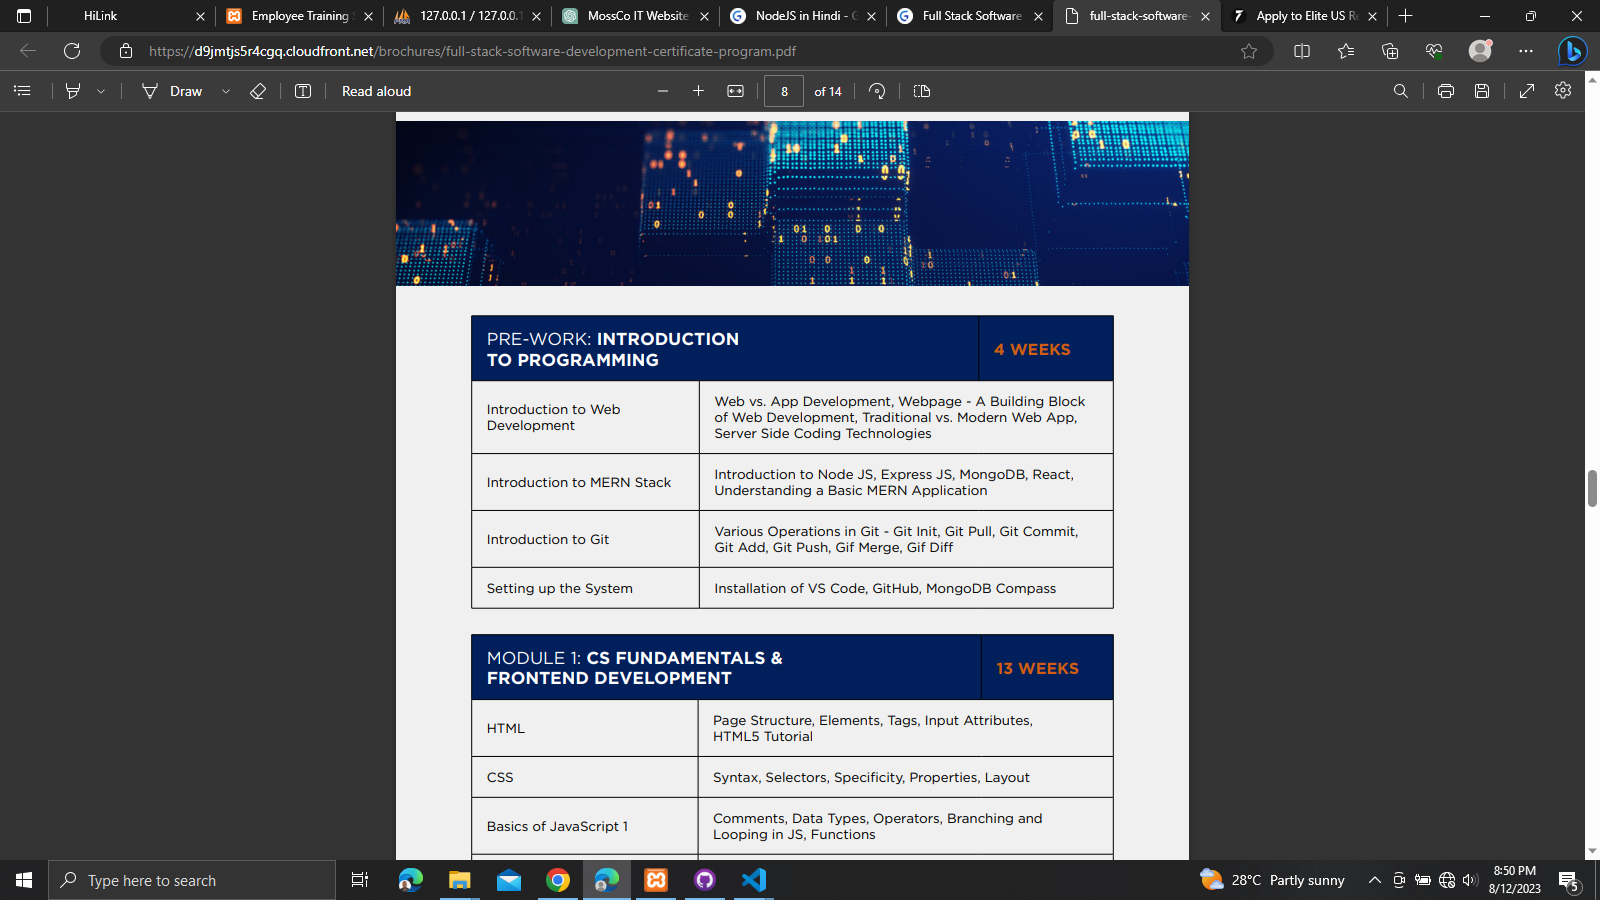 HiLink
Employee Training
127.0.0.1 / 127.0.0.1
MossCo IT Website
NodeJS in Hindi - G
Full Stack Software
full-stack-software-
Apply to Elite US Re
https://d9jmtjs5r4cgq.cloudfront.net/brochures/full-stack-software-development-certificate-program.pdf
Draw
Read aloud
8 of 14
PRE-WORK: INTRODUCTION
TO PROGRAMMING
4 WEEKS
Introduction to Web
Development
Web vs. App Development, Webpage - A Building Block
of Web Development, Traditional vs. Modern Web App,
Server Side Coding Technologies
Introduction to MERN Stack
Introduction to Node JS, Express JS, MongoDB, React,
Understanding a Basic MERN Application
Introduction to Git
Various Operations in Git - Git Init, Git Pull, Git Commit,
Git Add, Git Push, Gif Merge, Gif Diff
Setting up the System
Installation of VS Code, GitHub, MongoDB Compass
MODULE 1: CS FUNDAMENTALS &
FRONTEND DEVELOPMENT
13 WEEKS
HTML
Page Structure, Elements, Tags, Input Attributes,
HTML5 Tutorial
CSS
Syntax, Selectors, Specificity, Properties, Layout
Basics of JavaScript 1
Comments, Data Types, Operators, Branching and
Looping in JS, Functions
Type here to search
28°C Partly sunny
8:50 PM
8/12/2023
5